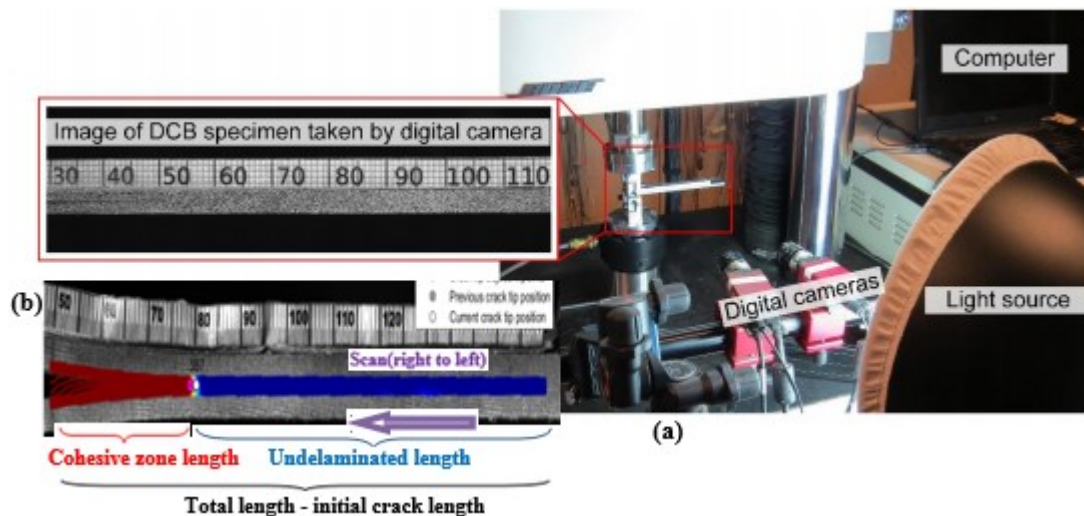 Computer
Image of DCB specimen taken by digital camera
30 40 50 60 70 80 90 100 110
Digital cameras
Light source
(b)
50 60 70 80 90 100 110 120
Previous crack tip position
Current crack tip position
Scan(right to left)
(a)
Cohesive zone length
Undelaminated length
Total length - initial crack length